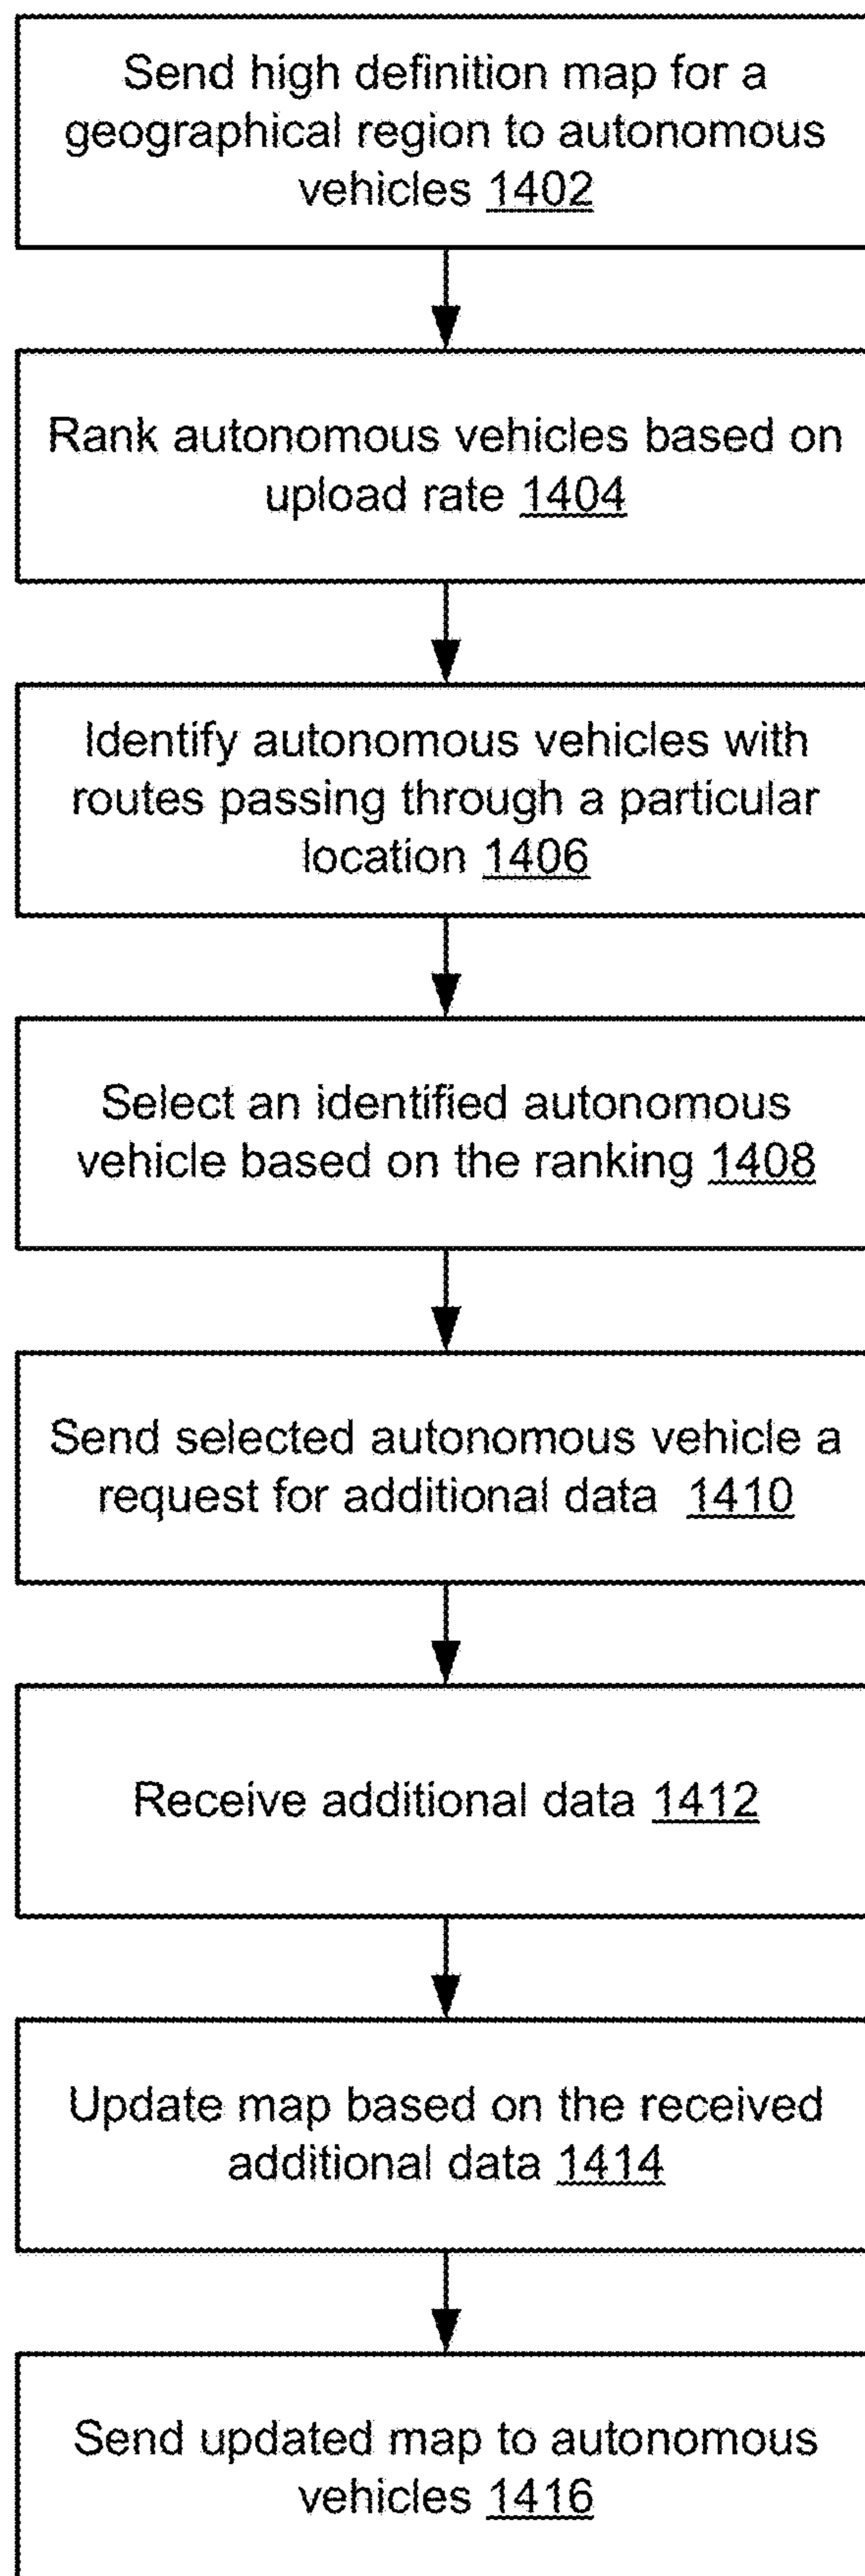 Send high definition map for a
geographical region to autonomous
vehicles 1402
Rank autonomous vehicles based on
upload rate 1404
Identify autonomous vehicles with
routes passing through a particular
location 1406
Select an identified autonomous
vehicle based on the ranking 1408
Send selected autonomous vehicle a
request for additional data 1410
Receive additional data 1412
Update map based on the received
additional data 1414
Send updated map to autonomous
vehicles 1416